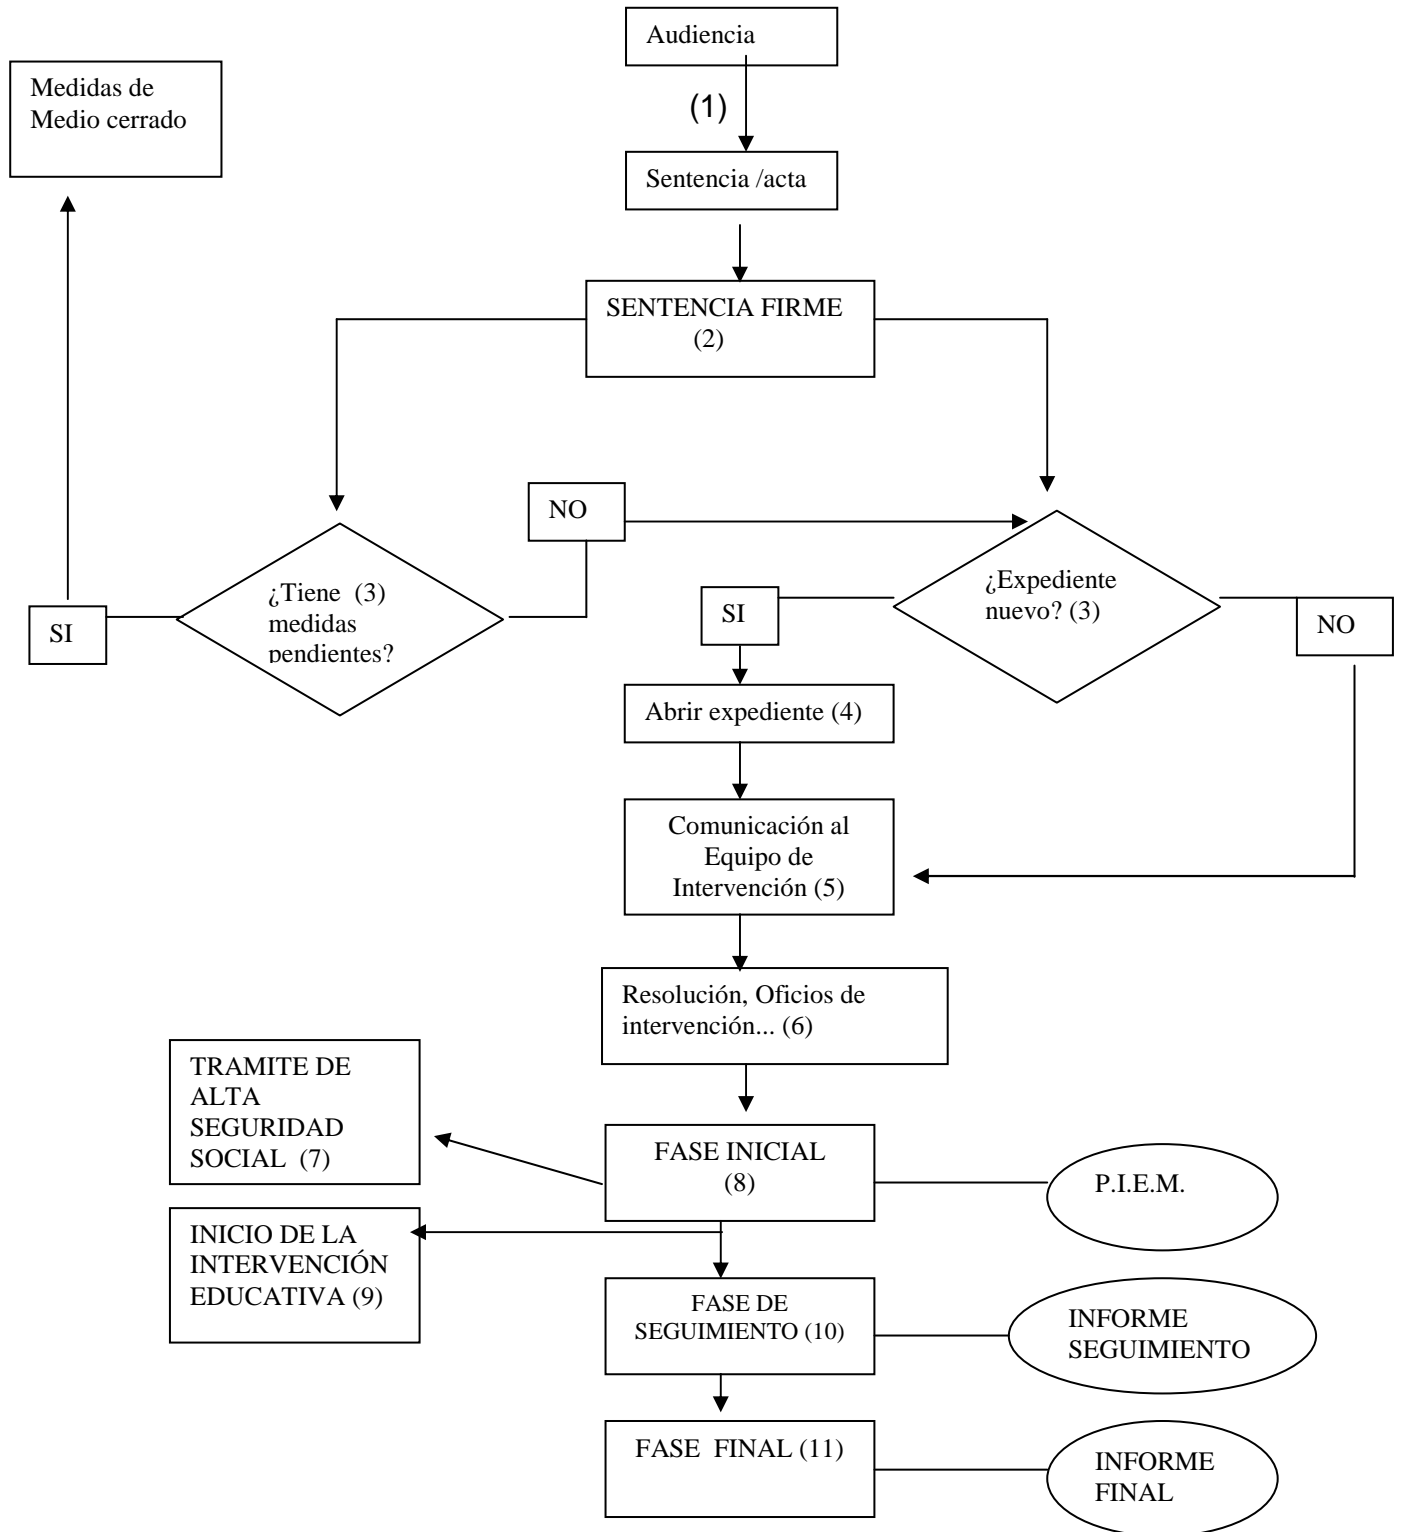 Audiencia
Medidas de
Medio cerrado
(1)
Sentencia /acta
SENTENCIA FIRME
(2)
NO
¿Tiene  (3)
medidas
pendientes?
SI
¿Expediente
nuevo? (3)
SI
NO
Abrir expediente (4)
Comunicación al
Equipo de
Intervención (5)
Resolución, Oficios de
intervención... (6)
TRAMITE DE
ALTA
SEGURIDAD
SOCIAL  (7)
FASE INICIAL
(8)
P.I.E.M.
INICIO DE LA
INTERVENCIÓN
EDUCATIVA (9)
FASE DE
SEGUIMIENTO (10)
INFORME
SEGUIMIENTO
FASE  FINAL (11)
INFORME
FINAL